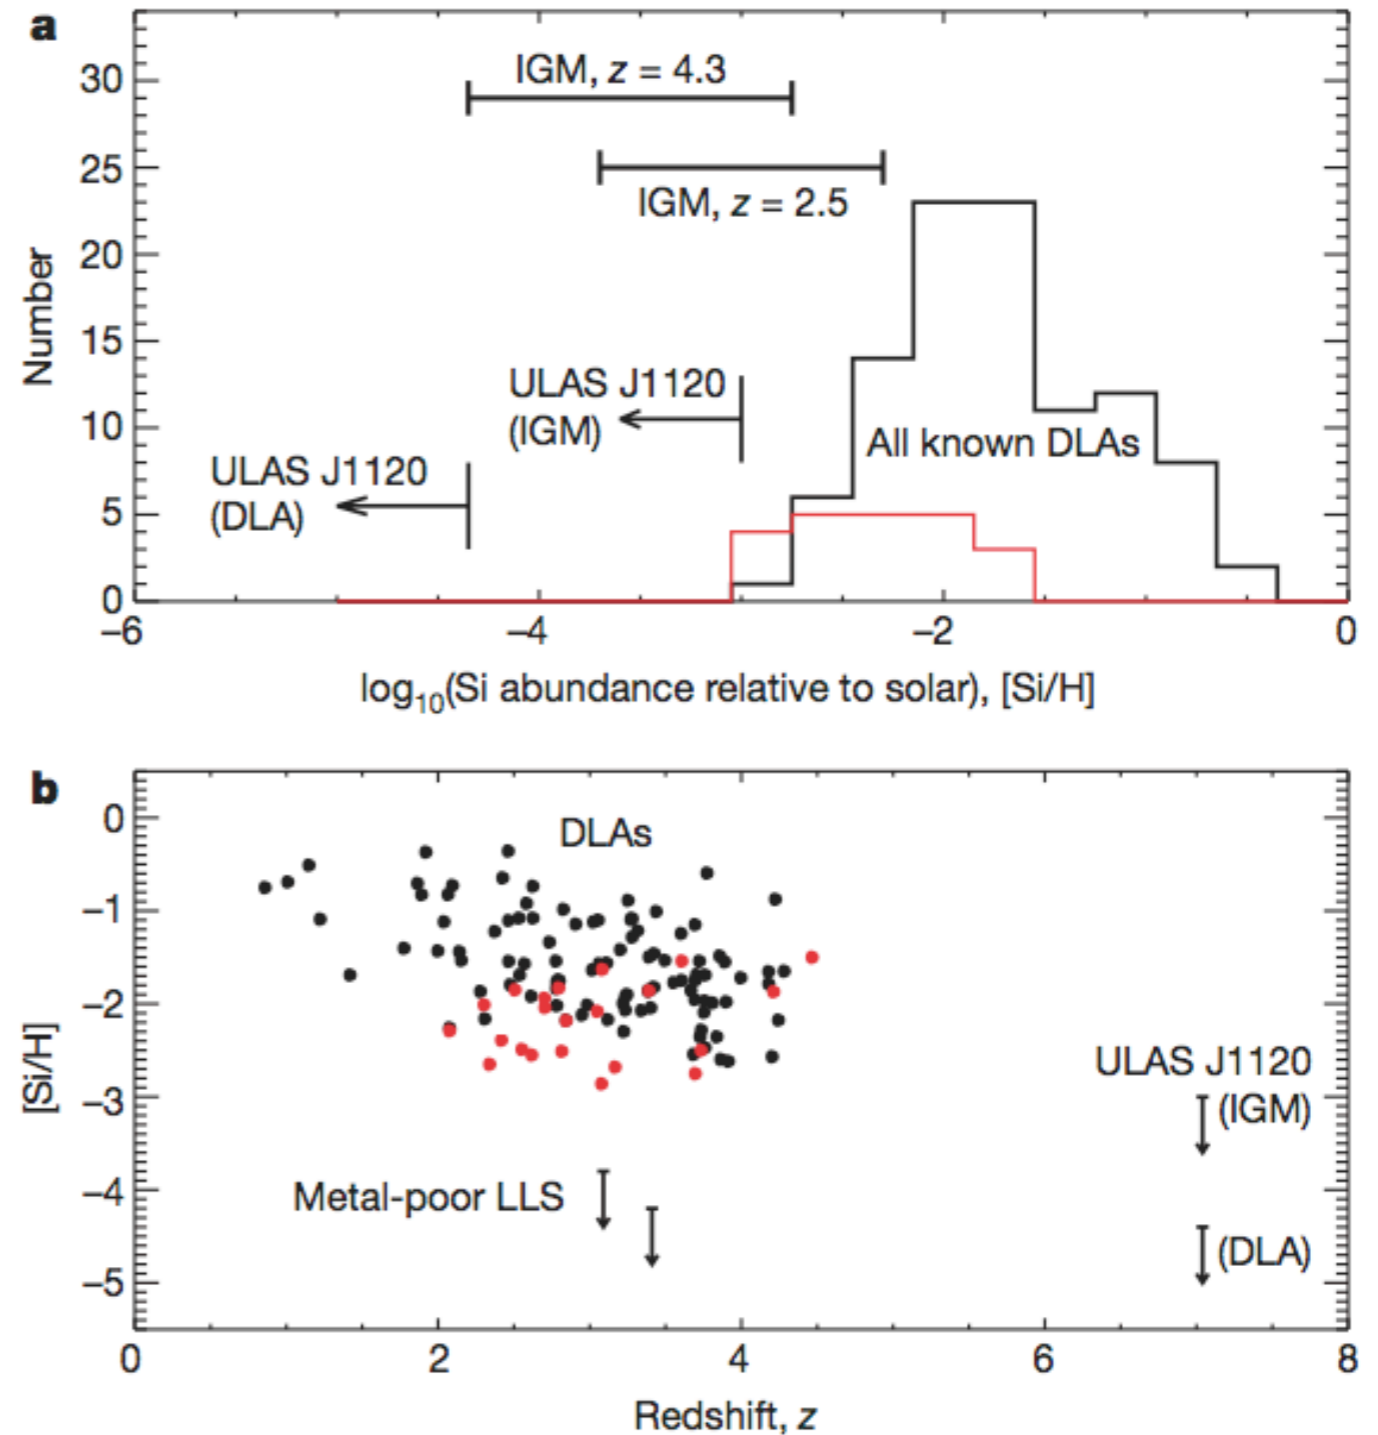 a
30
25
20
15
10
5
0
Number
IGM, z = 4.3
IGM, z = 2.5
ULAS J1120
(IGM)
ULAS J1120
(DLA)
All known DLAs
–6 –4 –2 0
log10(Si abundance relative to solar), [Si/H]
b
0
–1
–2
–3
–4
–5
[Si/H]
DLAs
ULAS J1120
(IGM)
Metal-poor LLS
(DLA)
0 2 4 6 8
Redshift, z